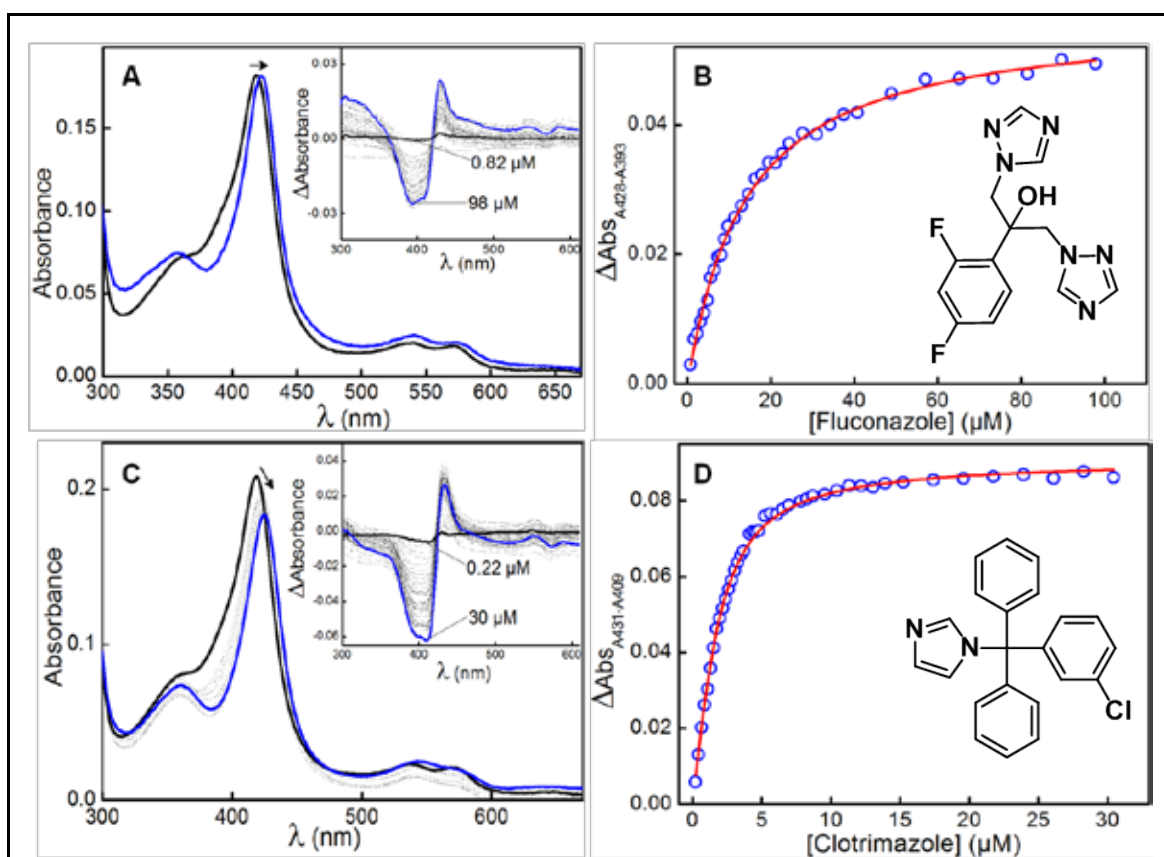 A
Absorbance
0.15
0.10
0.05
0.00
300 350 400 450 500 550 600 650
λ (nm)
ΔAbsorbance
0.03
0.00
-0.03
0.82 µM
98 µM
300 400 500 600
λ (nm)
B
ΔAbs A428-A393
0.04
0.02
0.00
0 20 40 60 80 100
[Fluconazole] (µM)
N N
N
OH
F
N N
N
F
C
Absorbance
0.2
0.1
0.0
300 400 500 600
λ (nm)
ΔAbsorbance
0.04
0.02
0.00
-0.02
-0.04
-0.06
0.22 µM
30 µM
300 400 500 600
λ (nm)
D
ΔAbs A431-A409
0.08
0.06
0.04
0.02
0.00
0 5 10 15 20 25 30
[Clotrimazole] (µM)
N
N
Cl